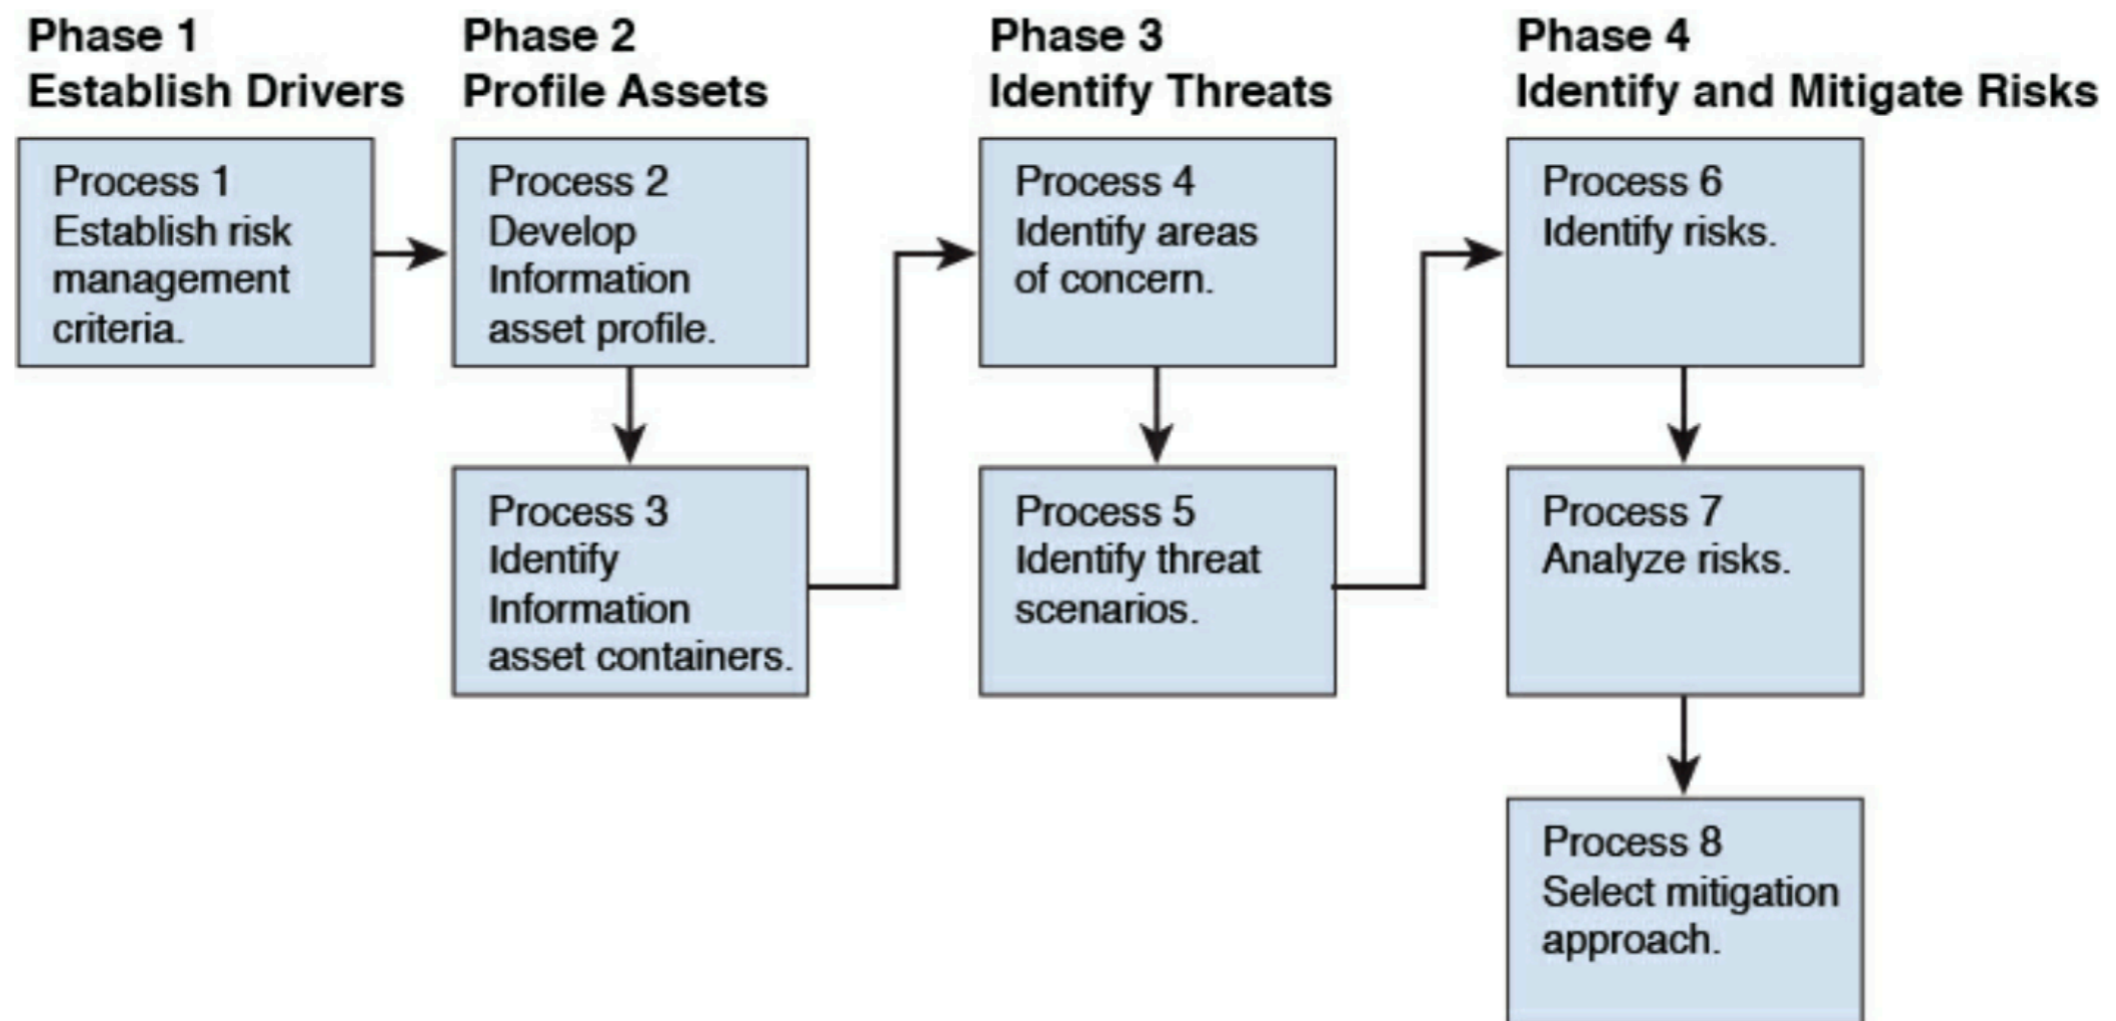 Phase 1
Establish Drivers
Process 1
Establish risk
management
criteria.
Phase 2
Profile Assets
Process 2
Develop
Information
asset profile.
Process 3
Identify
Information
asset containers.
Phase 3
Identify Threats
Process 4
Identify areas
of concern.
Process 5
Identify threat
scenarios.
Phase 4
Identify and Mitigate Risks
Process 6
Identify risks.
Process 7
Analyze risks.
Process 8
Select mitigation
approach.